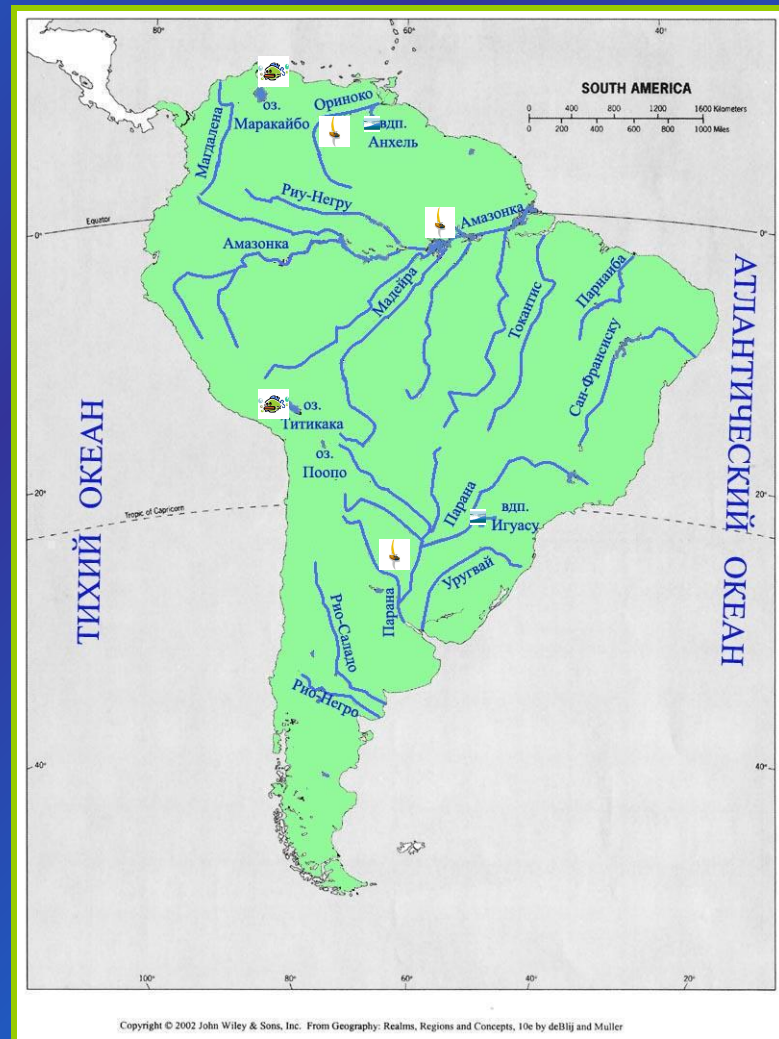 80°
60°
40°
SOUTH AMERICA
0 400 800 1200 1600 Kilometers
0 200 400 600 800 1000 Miles
оз.
Маракайбо
Ориноко
вдп.
Анхель
Магдалена
Риу-Негру
Equator
0°
Амазонка
0°
Амазонка
Мадейра
Токантис
Парнаиба
Сан-Франсиску
АТЛАНТИЧЕСКИЙ ОКЕАН
ТИХИЙ ОКЕАН
оз.
Титикака
оз.
Поопо
20°
Tropic of Capricorn
Парана
вдп.
Игуасу
20°
Уругвай
Парана
Рио-Саладо
Рио-Негро
40°
40°
100°
80°
60°
40°
20°
Copyright © 2002 John Wiley & Sons, Inc. From Geography: Realms, Regions and Concepts, 10e by deBlij and Muller